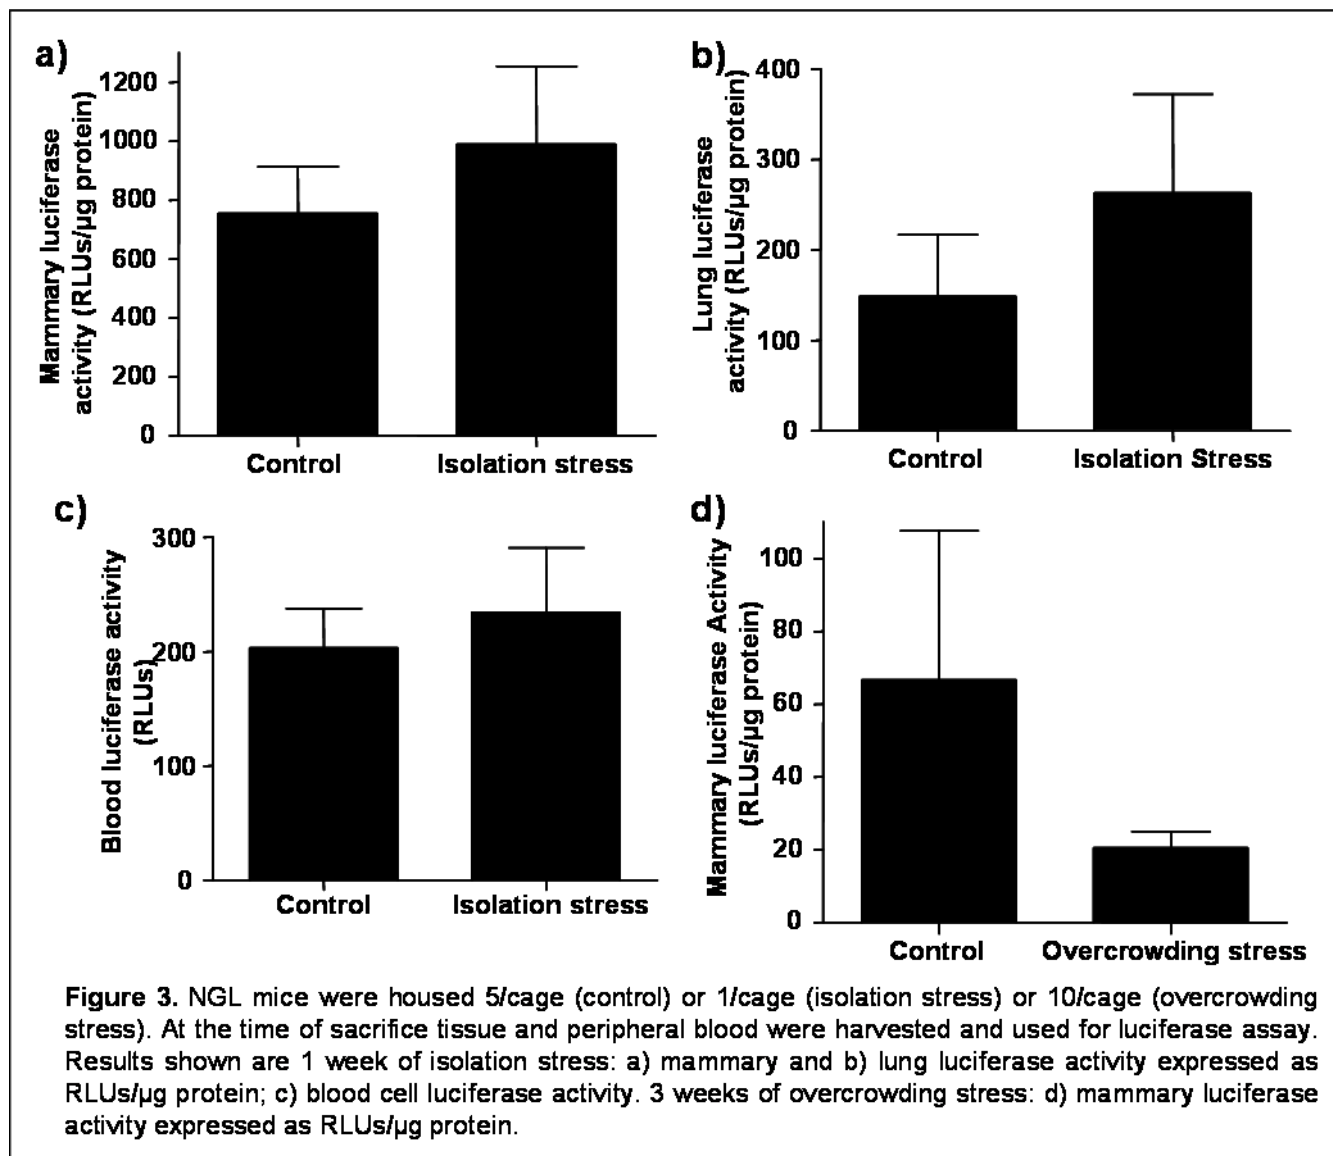 a)
Mammary luciferase
activity (RLUs/µg protein)
1200
1000
800
600
400
200
0
Control
Isolation stress
b)
Lung luciferase
activity (RLUs/µg protein)
400
300
200
100
0
Control
Isolation Stress
c)
Blood luciferase activity
(RLUs)
300
200
100
0
Control
Isolation stress
d)
Mammary luciferase Activity
(RLUs/µg protein)
100
80
60
40
20
0
Control
Overcrowding stress
Figure 3. NGL mice were housed 5/cage (control) or 1/cage (isolation stress) or 10/cage (overcrowding
stress). At the time of sacrifice tissue and peripheral blood were harvested and used for luciferase assay.
Results shown are 1 week of isolation stress: a) mammary and b) lung luciferase activity expressed as
RLUs/µg protein; c) blood cell luciferase activity. 3 weeks of overcrowding stress: d) mammary luciferase
activity expressed as RLUs/µg protein.